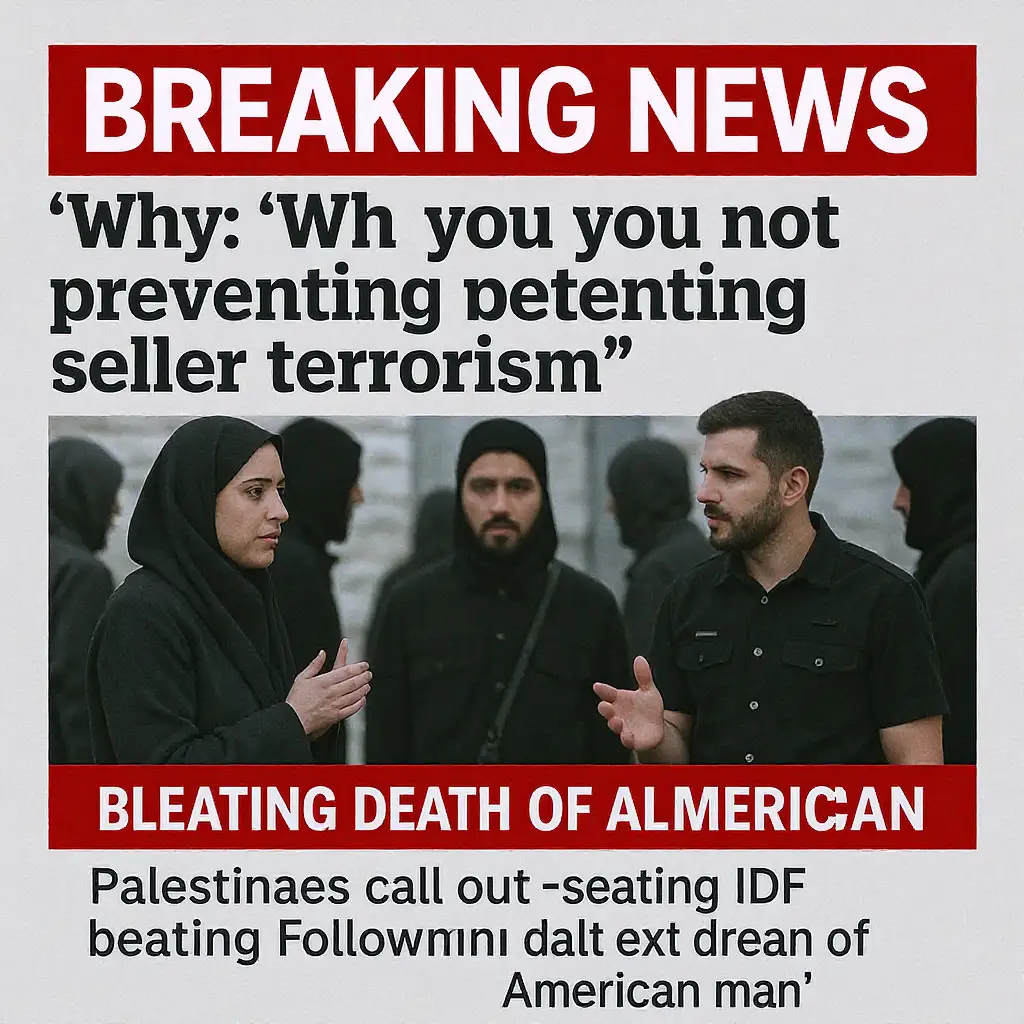 BREAKING NEWS
‘Why: ‘Wh you you not
preventing petenting
seller terrorism”
BLEATING DEATH OF ALMERICAN
Palestinaes call out -seating IDF
beating Followmını dalt ext drean of
American man’